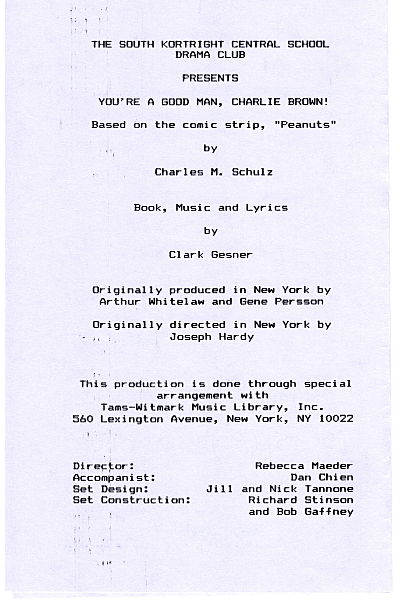 THE SOUTH KORTRIGHT CENTRAL SCHOOL
DRAMA CLUB
PRESENTS
YOU'RE A GOOD MAN, CHARLIE BROWN!
Based on the comic strip, "Peanuts"
by
Charles M. Schulz
Book, Music and Lyrics
by
Clark Gesner
Originally produced in New York by
Arthur Whitelaw and Gene Persson
Originally directed in New York by
Joseph Hardy
This production is done through special
arrangement with
Tams-Witmark Music Library, Inc.
560 Lexington Avenue, New York, NY 10022
Director: Rebecca Maeder
Accompanist: Dan Chien
Set Design: Jill and Nick Tannone
Set Construction: Richard Stinson
and Bob Gaffney